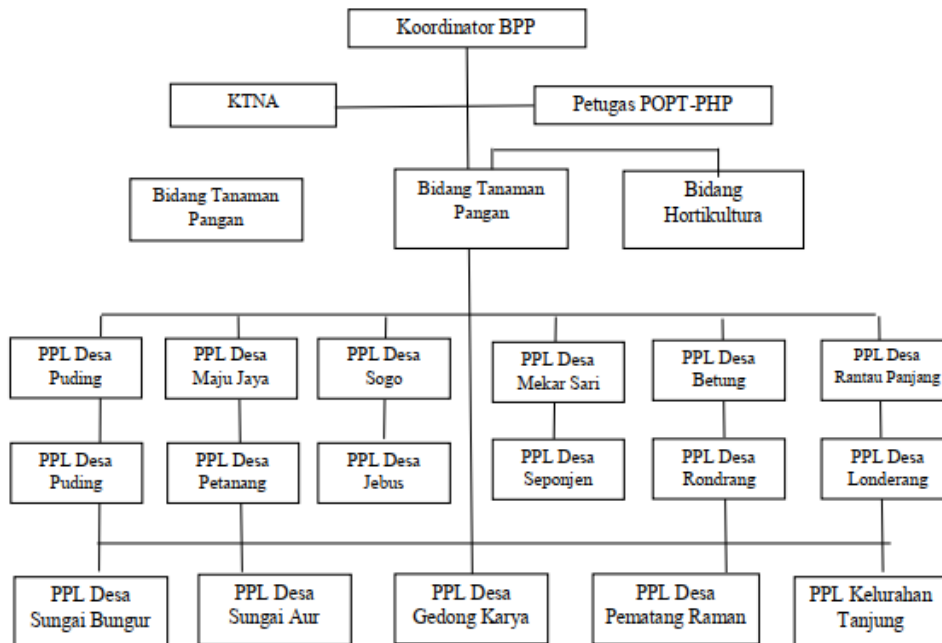 Koordinator BPP
KTNA
Petugas POPT-PHP
Bidang Tanaman
Pangan
Bidang Tanaman
Pangan
Bidang
Hortikultura
PPL Desa
Puding
PPL Desa
Maju Jaya
PPL Desa
Sogo
PPL Desa
Mekar Sari
PPL Desa
Betung
PPL Desa
Rantau Panjang
PPL Desa
Puding
PPL Desa
Petanang
PPL Desa
Jebus
PPL Desa
Seponjen
PPL Desa
Rondrang
PPL Desa
Londerang
PPL Desa
Sungai Bungur
PPL Desa
Sungai Aur
PPL Desa
Gedong Karya
PPL Desa
Pematang Raman
PPL Kelurahan
Tanjung